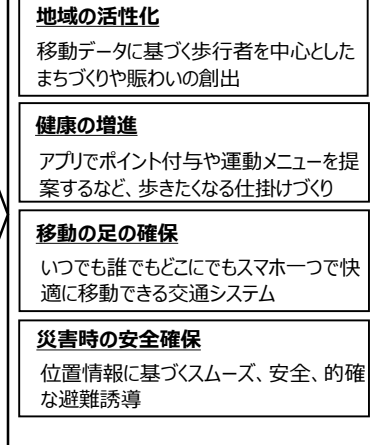 地域の活性化
移動データに基づく歩行者を中心とした
まちづくりや賑わいの創出
健康の増進
アプリでポイント付与や運動メニューを提
案するなど、歩きたくなる仕掛けづくり
移動の足の確保
いつでも誰でもどこにでもスマホ一つで快
適に移動できる交通システム
災害時の安全確保
位置情報に基づくスムーズ、安全、的確
な避難誘導